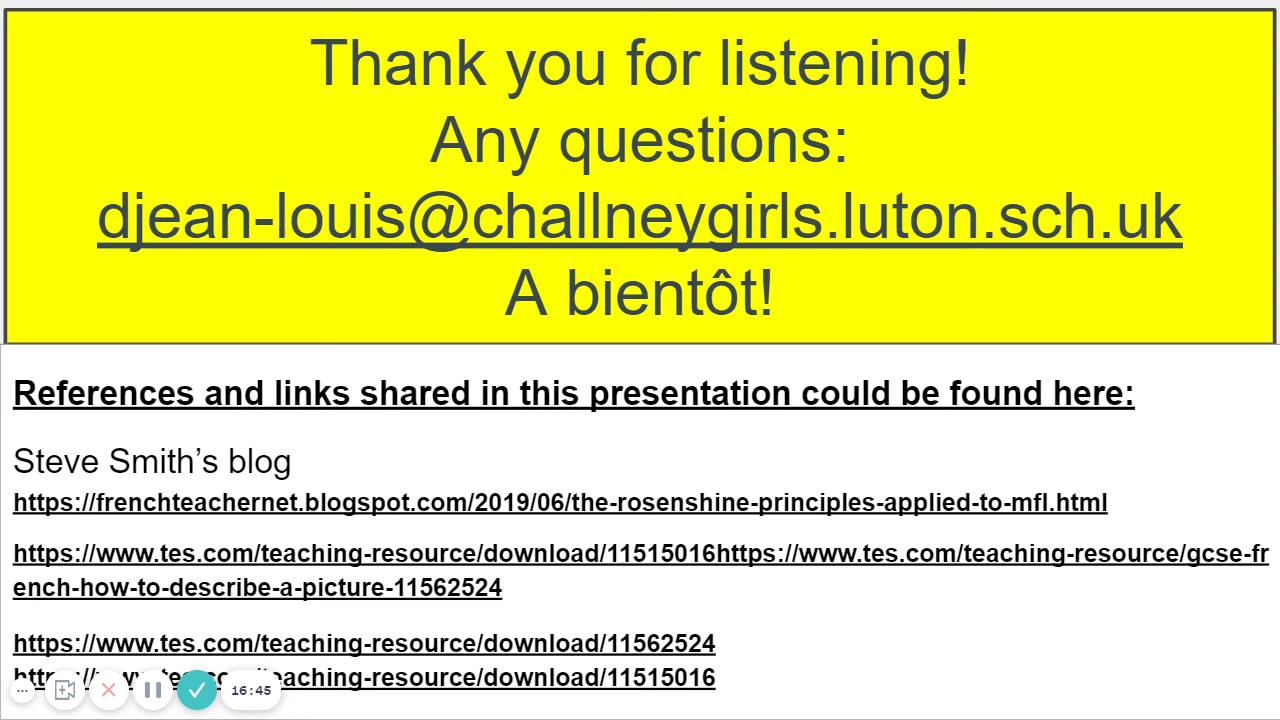 Thank you for listening!
Any questions:
djean-louis@challneygirls.luton.sch.uk
A bientôt!
References and links shared in this presentation could be found here:
Steve Smith’s blog
https://frenchteachernet.blogspot.com/2019/06/the-rosenshine-principles-applied-to-mfl.html
https://www.tes.com/teaching-resource/download/11515016https://www.tes.com/teaching-resource/gcse-fr
ench-how-to-describe-a-picture-11562524
https://www.tes.com/teaching-resource/download/11562524
https://www.tes.com/teaching-resource/download/11515016
16:45